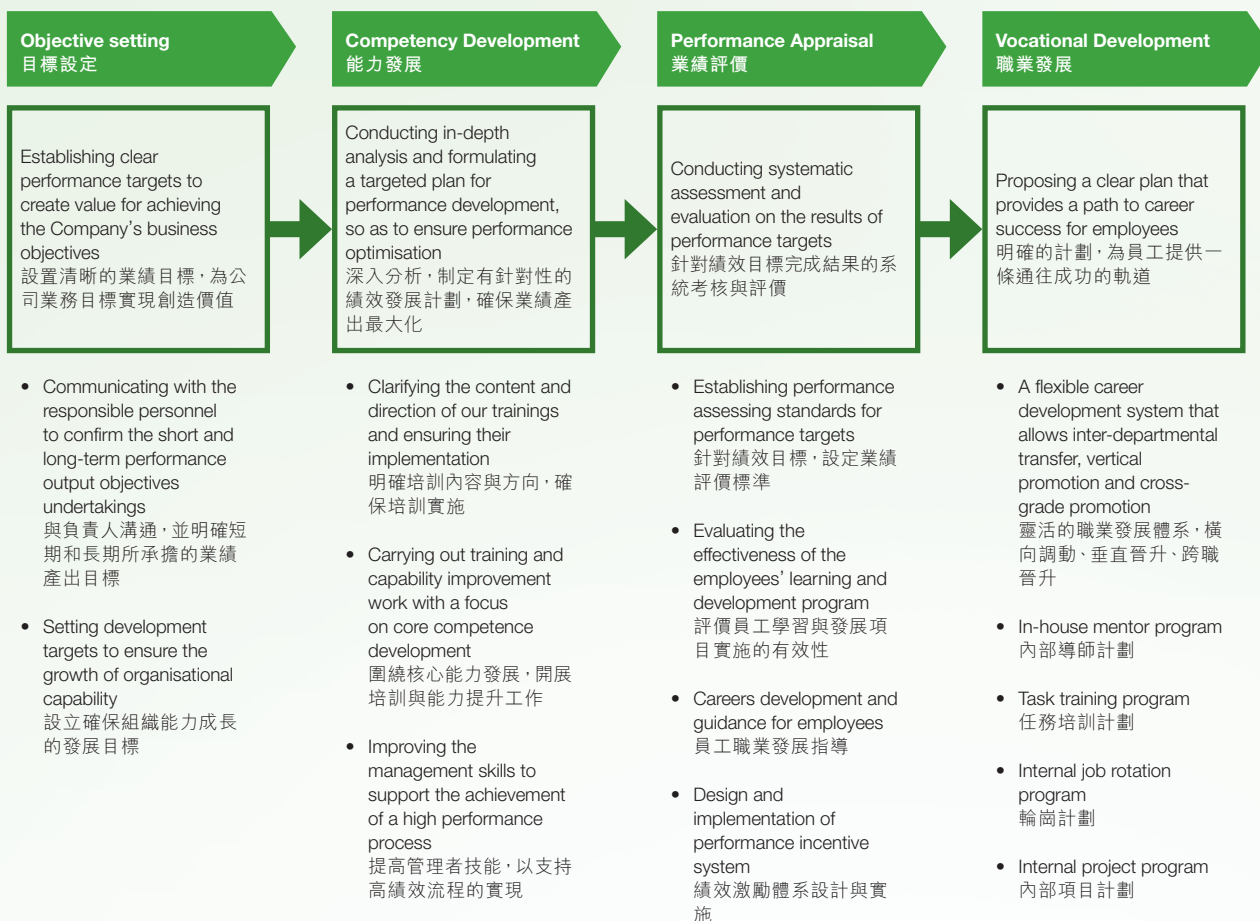 Objective setting
目標設定
Establishing clear
performance targets to
create value for achieving
the Company's business
objectives
設置清晰的業績目標，為公
司業務目標實現創造價值
• Communicating with the
responsible personnel
to confirm the short and
long-term performance
output objectives
undertakings
與負責人溝通，並明確短
期和長期所承擔的業績
產出目標
• Setting development
targets to ensure the
growth of organisational
capability
設立確保組織能力成長
的發展目標
Competency Development
能力發展
Conducting in-depth
analysis and formulating
a targeted plan for
performance development,
so as to ensure performance
optimisation
深入分析，制定有針對性的
績效發展計劃，確保業績產
出最大化
• Clarifying the content and
direction of our trainings
and ensuring their
implementation
明確培訓內容與方向，確
保培訓實施
• Carrying out training and
capability improvement
work with a focus
on core competence
development
圍繞核心能力發展，開展
培訓與能力提升工作
• Improving the
management skills to
support the achievement
of a high performance
process
提高管理者技能，以支持
高績效流程的實現
Performance Appraisal
業績評價
Conducting systematic
assessment and
evaluation on the results of
performance targets
針對績效目標完成結果的系
統考核與評價
• Establishing performance
assessing standards for
performance targets
針對績效目標，設定業績
評價標準
• Evaluating the
effectiveness of the
employees' learning and
development program
評價員工學習與發展項
目實施的有效性
• Careers development and
guidance for employees
員工職業發展指導
• Design and
implementation of
performance incentive
system
績效激勵體系設計與實
施
Vocational Development
職業發展
Proposing a clear plan that
provides a path to career
success for employees
明確的計劃，為員工提供一
條通往成功的軌道
• A flexible career
development system that
allows inter-departmental
transfer, vertical
promotion and cross-
grade promotion
靈活的職業發展體系，橫
向調動、垂直晉升、跨職
晉升
• In-house mentor program
內部導師計劃
• Task training program
任務培訓計劃
• Internal job rotation
program
輪崗計劃
• Internal project program
內部項目計劃